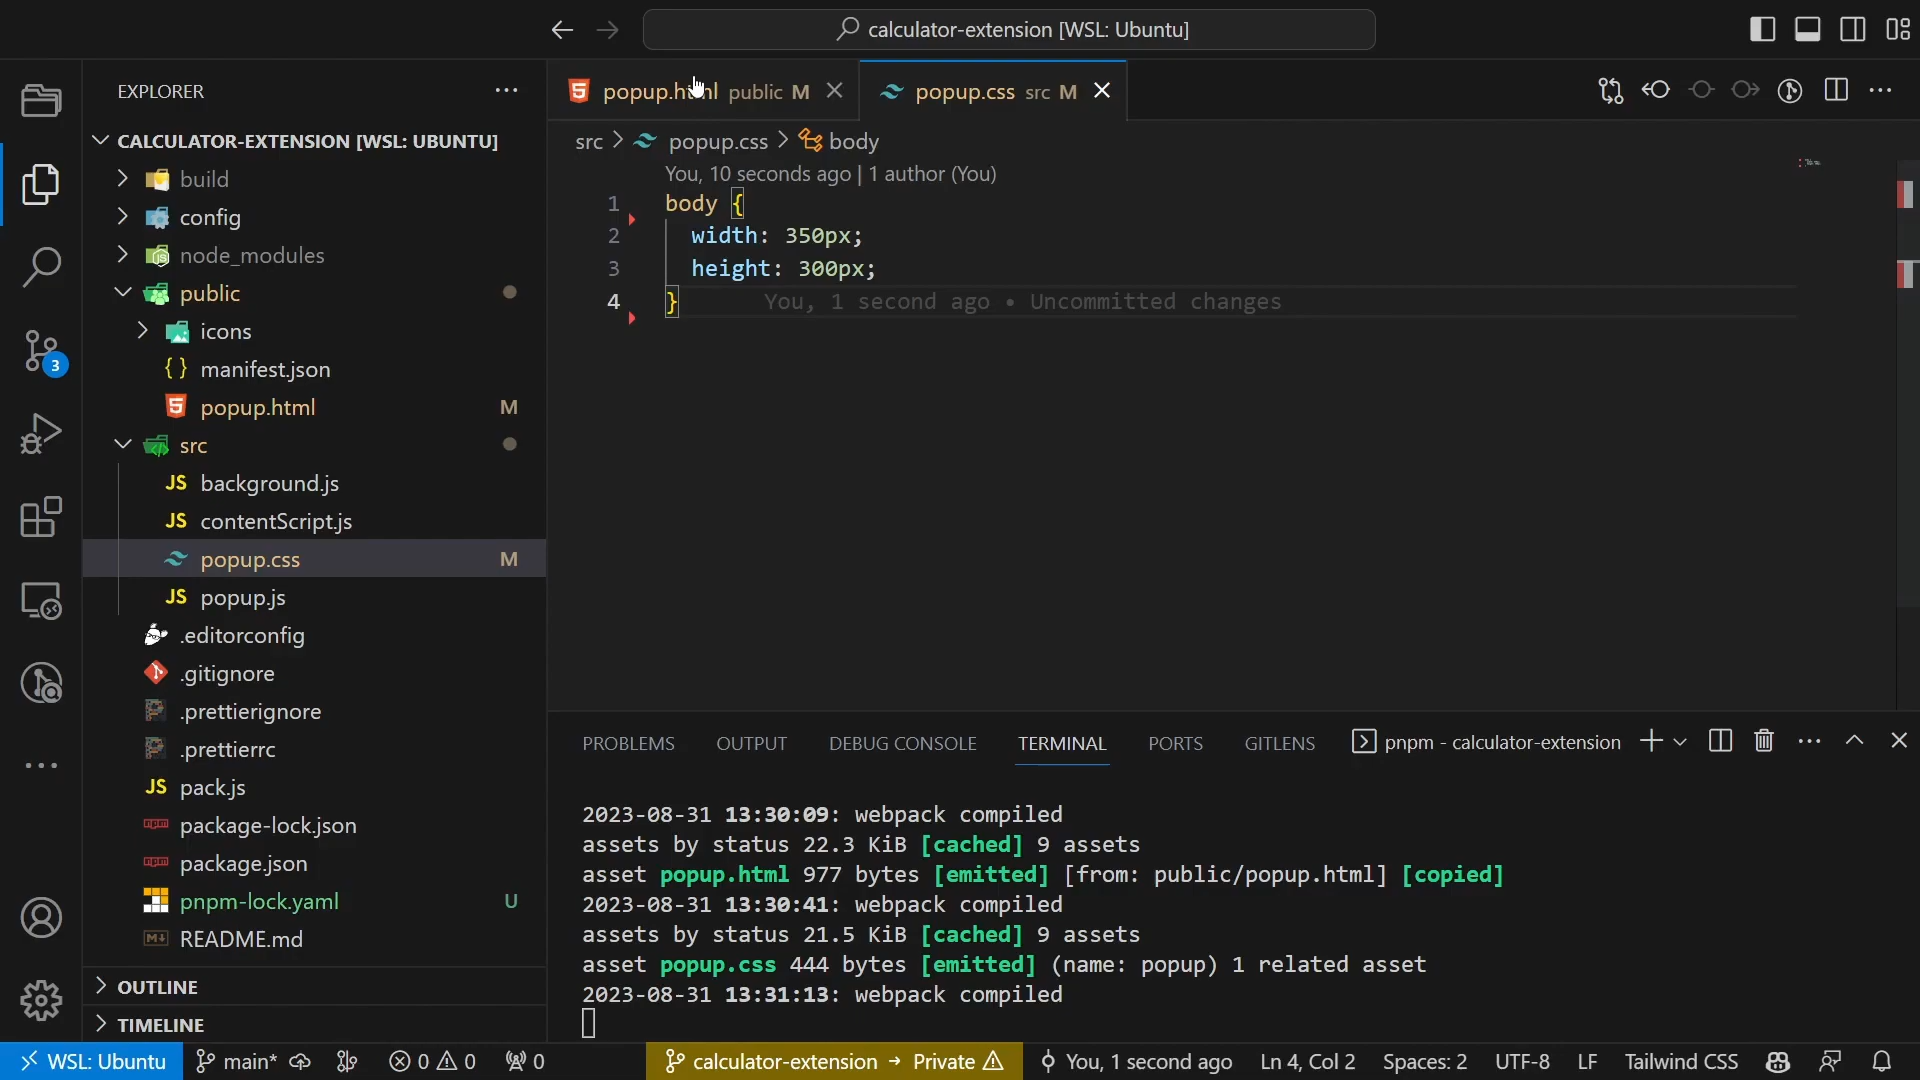 calculator-extension [WSL: Ubuntu]
EXPLORER
CALCULATOR-EXTENSION [WSL: UBUNTU]
build
config
node_modules
public
icons
{} manifest.json
popup.html M
src
JS background.js
JS contentScript.js
popup.css M
JS popup.js
.editorconfig
.gitignore
.prettierignore
.prettierrc
JS pack.js
package-lock.json
package.json
pnpm-lock.yaml U
README.md
OUTLINE
TIMELINE
3
popup.html public M
popup.css src M
src > popup.css > body
You, 10 seconds ago | 1 author (You)
1 body {
2 width: 350px;
3 height: 300px;
4 } You, 1 second ago • Uncommitted changes
PROBLEMS OUTPUT DEBUG CONSOLE TERMINAL PORTS GITLENS pnpm - calculator-extension
2023-08-31 13:30:09: webpack compiled
assets by status 22.3 KiB [cached] 9 assets
asset popup.html 977 bytes [emitted] [from: public/popup.html] [copied]
2023-08-31 13:30:41: webpack compiled
assets by status 21.5 KiB [cached] 9 assets
asset popup.css 444 bytes [emitted] (name: popup) 1 related asset
2023-08-31 13:31:13: webpack compiled
WSL: Ubuntu main* 0 0 0 calculator-extension → Private You, 1 second ago Ln 4, Col 2 Spaces: 2 UTF-8 LF Tailwind CSS